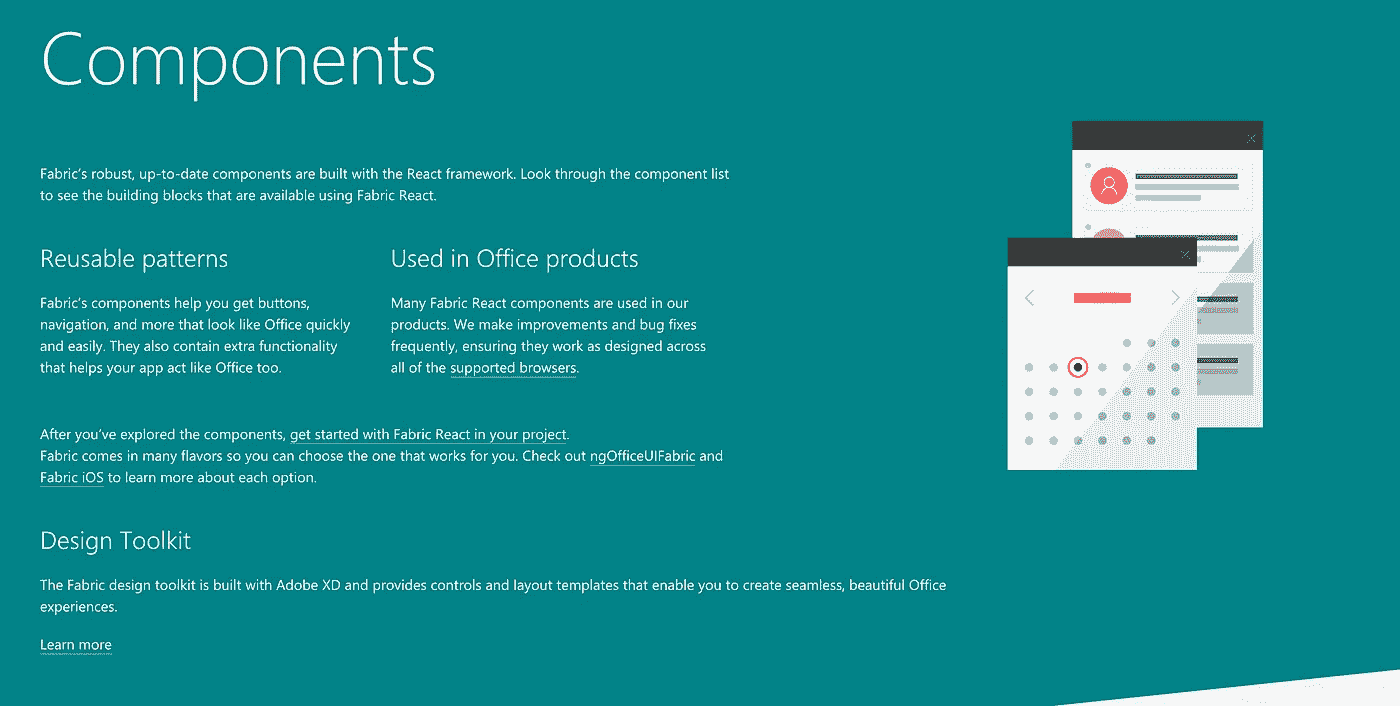 Components
Fabric's robust, up-to-date components are built with the React framework. Look through the component list
to see the building blocks that are available using Fabric React.
Reusable patterns
Fabric's components help you get buttons,
navigation, and more that look like Office quickly
and easily. They also contain extra functionality
that helps your app act like Office too.
Used in Office products
Many Fabric React components are used in our
products. We make improvements and bug fixes
frequently, ensuring they work as designed across
all of the supported browsers.
After you've explored the components, get started with Fabric React in your project.
Fabric comes in many flavors so you can choose the one that works for you. Check out ngOfficeUIFabric and
Fabric iOS to learn more about each option.
Design Toolkit
The Fabric design toolkit is built with Adobe XD and provides controls and layout templates that enable you to create seamless, beautiful Office
experiences.
Learn more